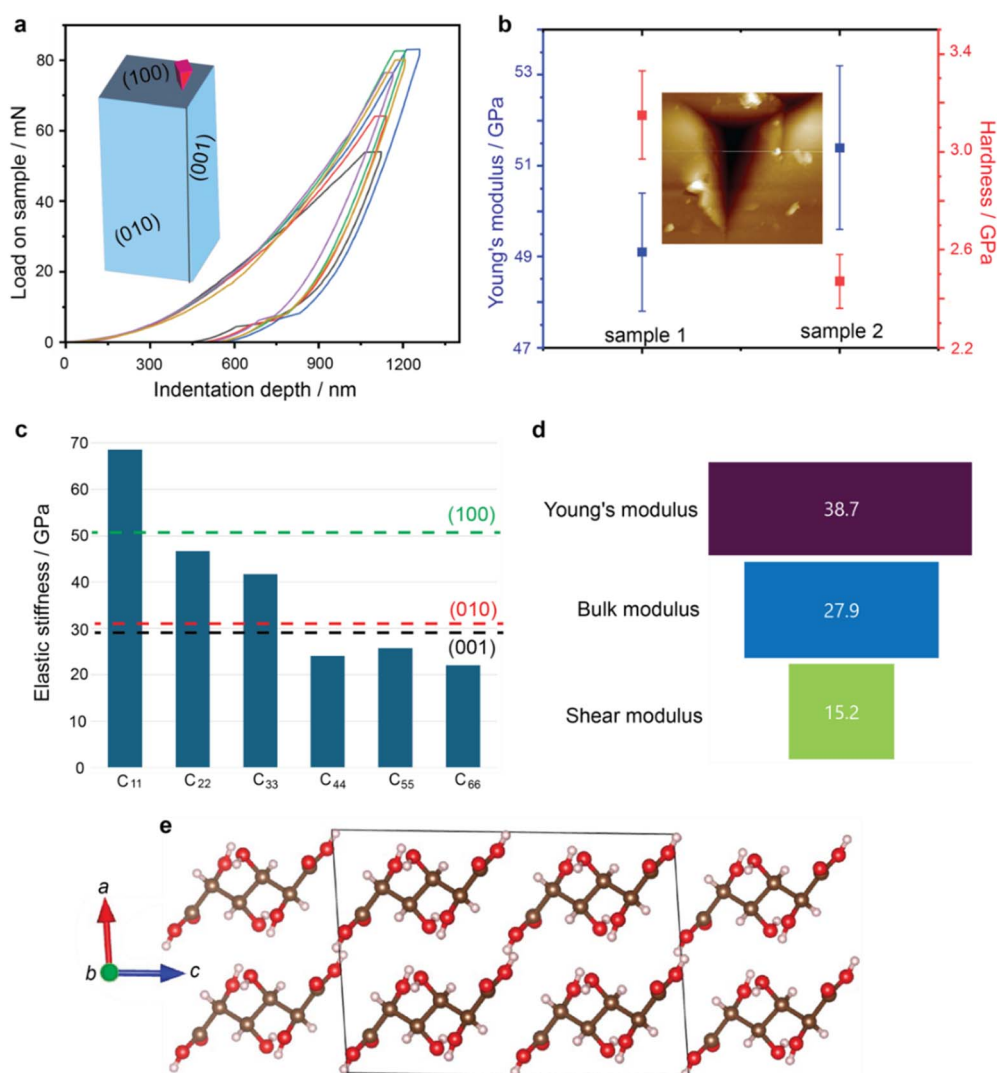 a
Load on sample / mN
80
60
40
20
0
0 300 600 900 1200
Indentation depth / nm
(100)
(001)
(010)
b
Young's modulus / GPa
53
51
49
47
sample 1
sample 2
3.4
3.0
2.6
2.2
Hardness / GPa
c
Elastic stiffness / GPa
70
60
50
40
30
20
10
0
(100)
(010)
(001)
C11 C22 C33 C44 C55 C66
d
Young's modulus 38.7
Bulk modulus 27.9
Shear modulus 15.2
e
a
b c